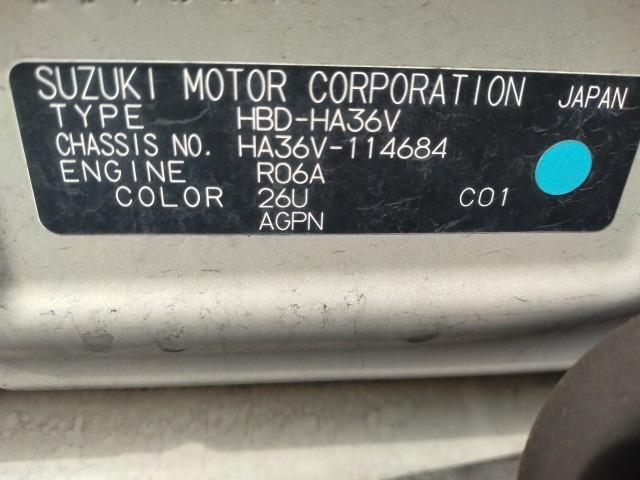 SUZUKI MOTOR CORPORATION JAPAN
TYPE HBD-HA36V
CHASSIS NO. HA36V-114684
ENGINE R06A
COLOR 26U C01
AGPN